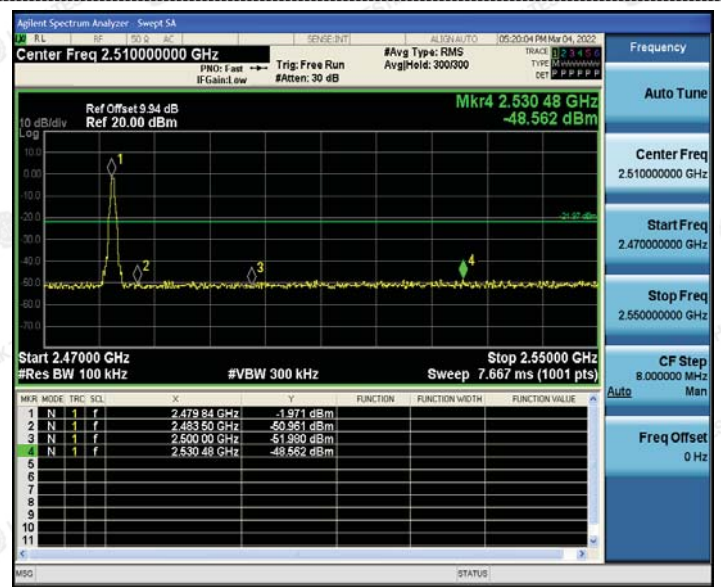 Agilent Spectrum Analyzer - Swept SA
RL RF 50 Ω AC SENSE:INT ALIGN AUTO 05:20:04 PM Mar 04, 2022
Center Freq 2.510000000 GHz
PNO: Fast
IFGain:Low
Trig: Free Run
#Atten: 30 dB
#Avg Type: RMS
Avg|Hold: 300/300
TRACE 1 2 3 4 5 6
TYPE M
DET P P P P P P
Ref Offset 9.94 dB
Ref 20.00 dBm
10 dB/div
Log
Mkr4 2.530 48 GHz
-48.562 dBm
10.0
0.00
-10.0
-20.0
-30.0
-40.0
-50.0
-60.0
-70.0
1
2
3
4
-21.97 dBm
Start 2.47000 GHz
#Res BW 100 kHz
#VBW 300 kHz
Stop 2.55000 GHz
Sweep 7.667 ms (1001 pts)
MKR MODE TRC SCL X Y FUNCTION FUNCTION WIDTH FUNCTION VALUE
1 N 1 f 2.479 84 GHz -1.971 dBm
2 N 1 f 2.483 50 GHz -50.951 dBm
3 N 1 f 2.500 00 GHz -51.980 dBm
4 N 1 f 2.530 48 GHz -48.562 dBm
5
6
7
8
9
10
11
MSG
STATUS
Frequency
Auto Tune
Center Freq
2.510000000 GHz
Start Freq
2.470000000 GHz
Stop Freq
2.550000000 GHz
CF Step
8.000000 MHz
Auto Man
Freq Offset
0 Hz